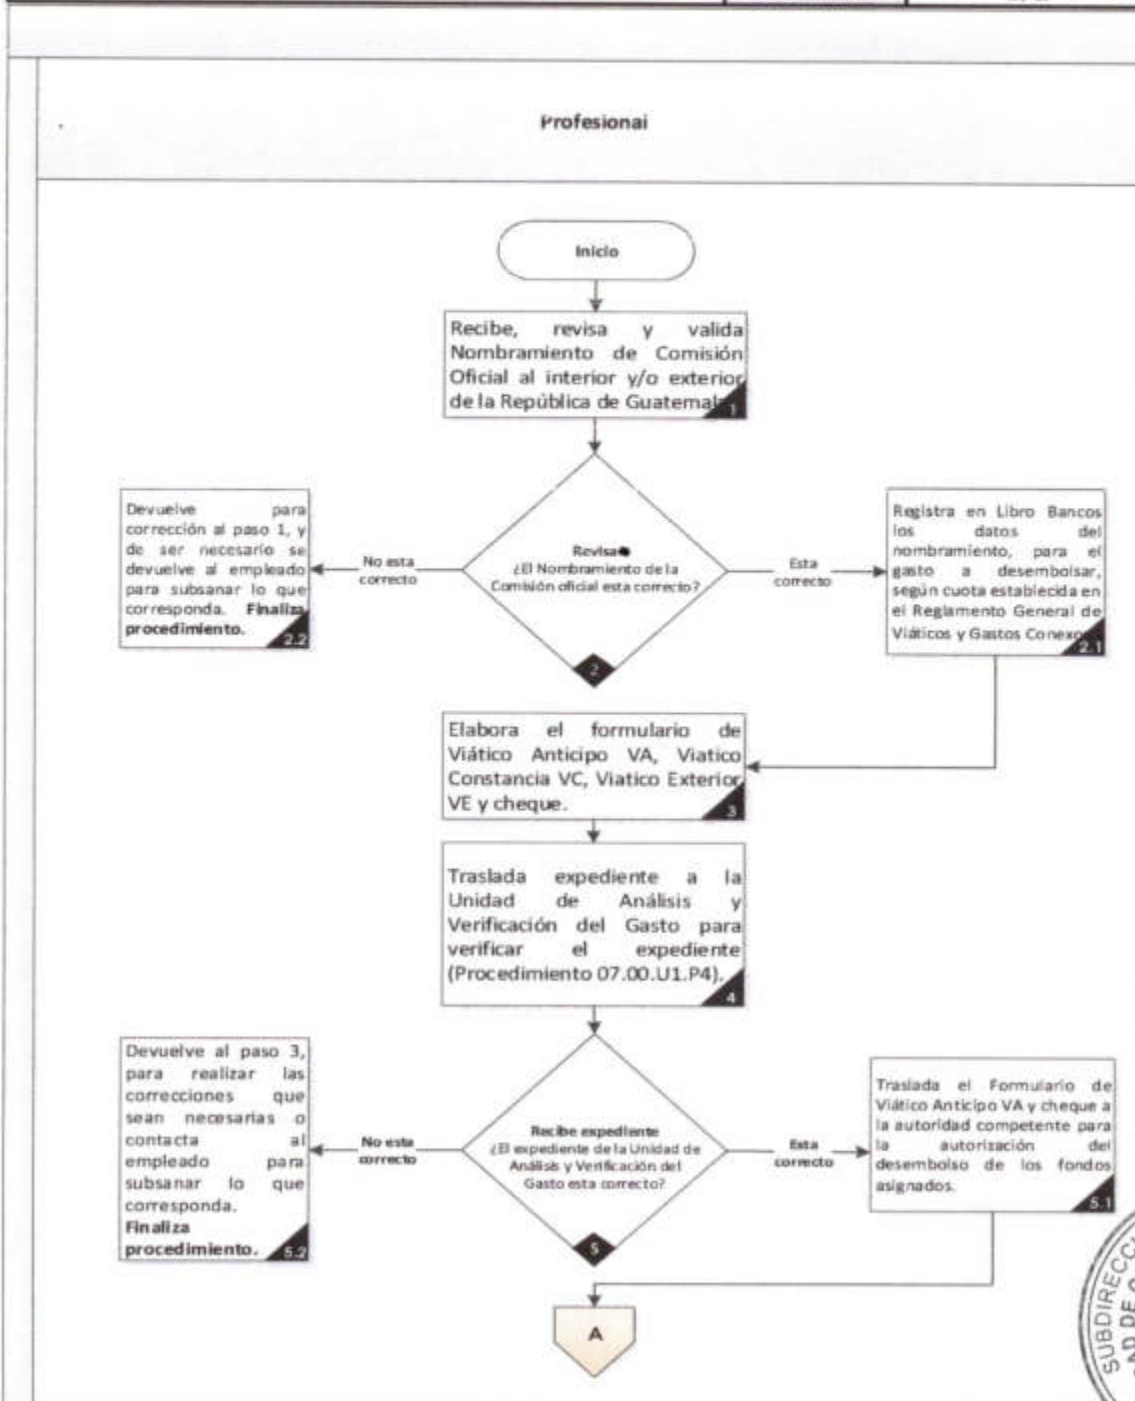 Profesional
Inicio
Recibe, revisa y valida
Nombramiento de Comisión
Oficial al interior y/o exterior
de la República de Guatemala
1
Revisa
¿El Nombramiento de la
Comisión oficial esta correcto?
2
No esta
correcto
Devuelve para
corrección al paso 1, y
de ser necesario se
devuelve al empleado
para subsanar lo que
corresponda. Finaliza
procedimiento.
2.2
Esta
correcto
Registra en Libro Bancos
los datos del
nombramiento, para el
gasto a desembolsar,
según cuota establecida en
el Reglamento General de
Viáticos y Gastos Conexos
2.1
Elabora el formulario de
Viático Anticipo VA, Viatico
Constancia VC, Viatico Exterior
VE y cheque.
3
Traslada expediente a la
Unidad de Análisis y
Verificación del Gasto para
verificar el expediente
(Procedimiento 07.00.U1.P4).
4
Recibe expediente
¿El expediente de la Unidad de
Análisis y Verificación del
Gasto esta correcto?
5
No esta
correcto
Devuelve al paso 3,
para realizar las
correcciones que
sean necesarias o
contacta al
empleado para
subsanar lo que
corresponda.
Finaliza
procedimiento.
5.2
Esta
correcto
Traslada el Formulario de
Viático Anticipo VA y cheque a
la autoridad competente para
la autorización del
desembolso de los fondos
asignados.
5.1
A